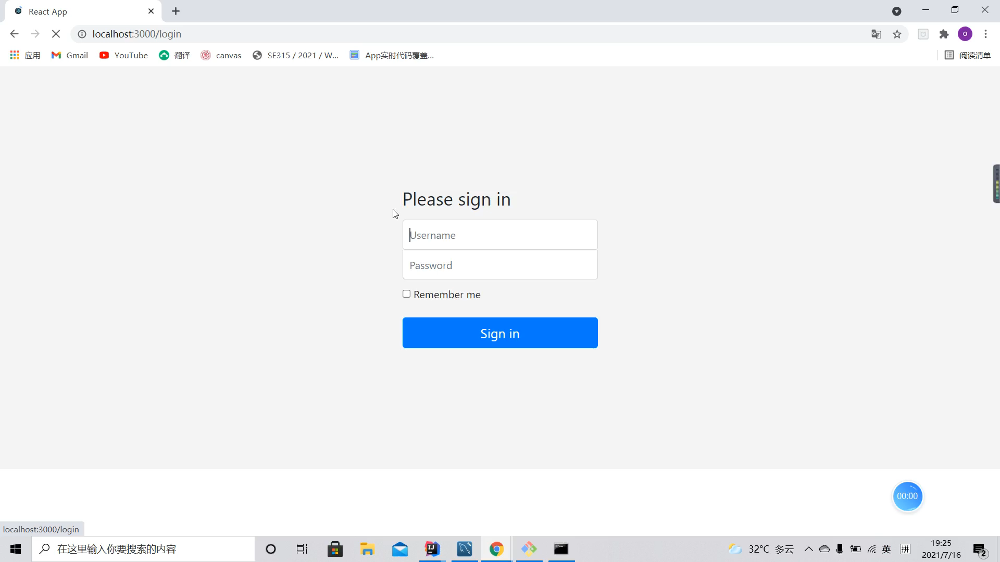 React App
localhost:3000/login
O
应用
Gmail
YouTube
翻译
canvas
SE315 / 2021 / W...
App实时代码覆盖...
阅读清单
Please sign in
Username
Password
Remember me
Sign in
00:00
localhost:3000/login
在这里输入你要搜索的内容
32°C 多云
英
拼
19:25
2021/7/16
2